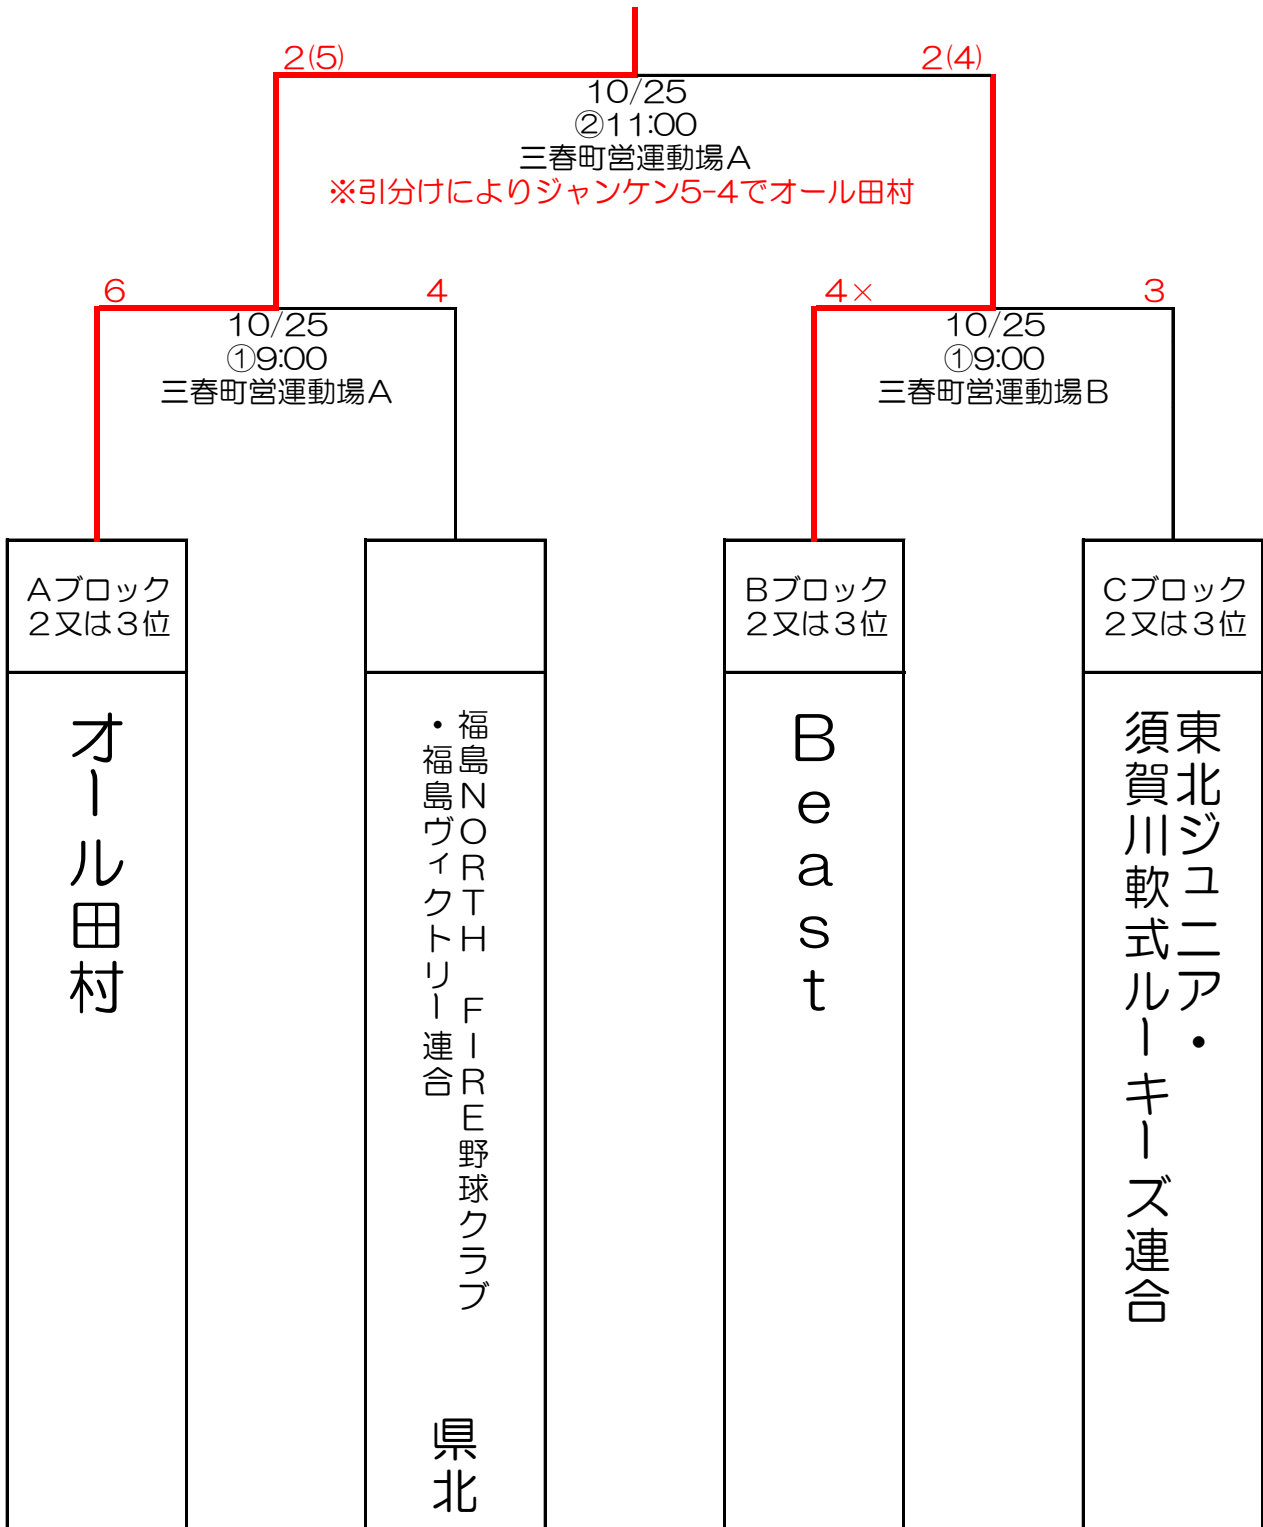 2(5)
2(4)
10/25
②11:00
三春町営運動場A
※引分けによりジャンケン5-4でオール田村
6
4
4×
3
10/25
①9:00
三春町営運動場A
10/25
①9:00
三春町営運動場B
Aブロック
2又は3位
Bブロック
2又は3位
Cブロック
2又は3位
オール田村
福島NORTH FIRE野球クラブ
・福島ヴィクトリー連合
県北
Beast
東北ジュニア・
須賀川軟式ルーキーズ連合